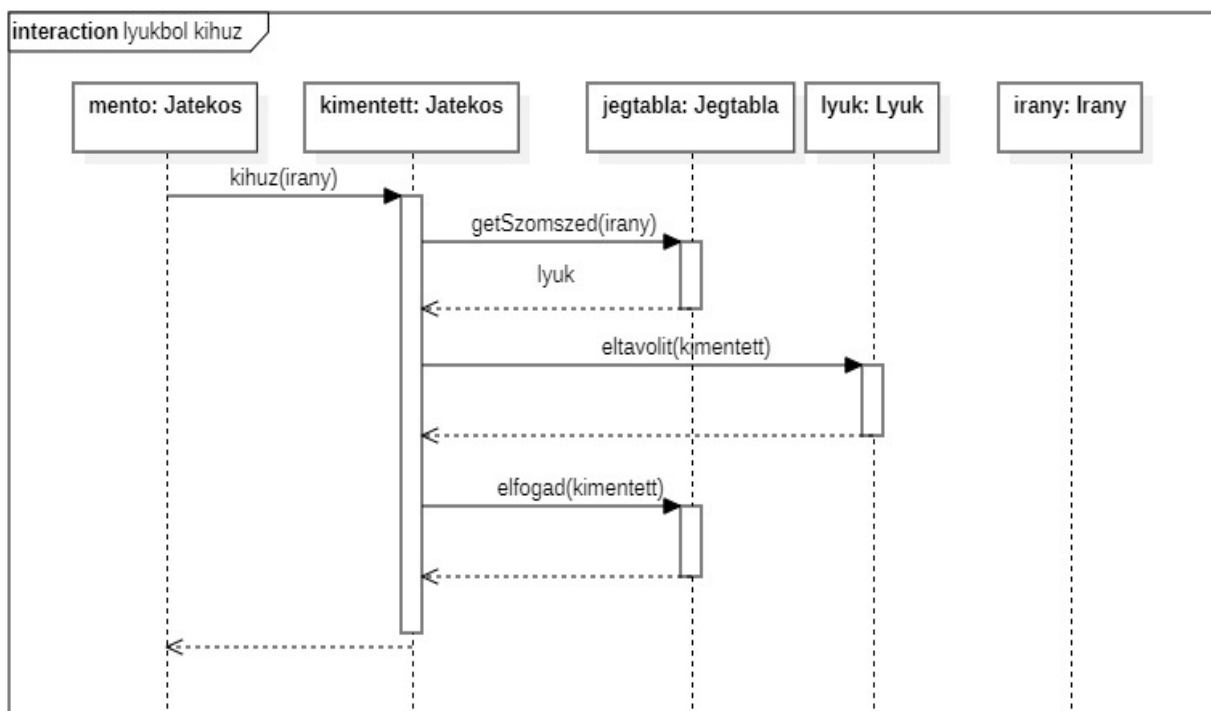 interaction lyukbol kihuz
mento: Jatekos
kimentett: Jatekos
jegtabla: Jegtabla
lyuk: Lyuk
irany: Irany
kihuz(irany)
getSzomszed(irany)
lyuk
eltavolit(kimentett)
elfogad(kimentett)